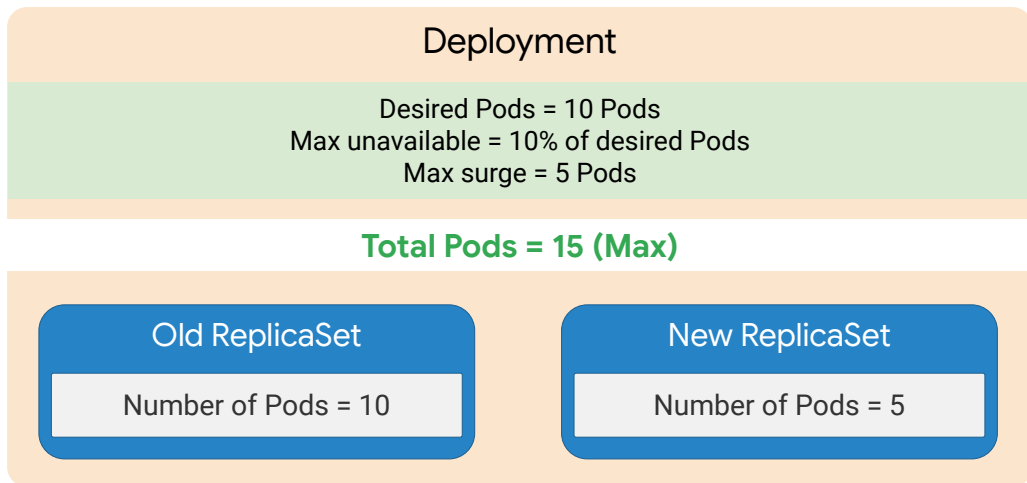 Deployment
Desired Pods = 10 Pods
Max unavailable = 10% of desired Pods
Max surge = 5 Pods
Total Pods = 15 (Max)
Old ReplicaSet
New ReplicaSet
Number of Pods = 10
Number of Pods = 5